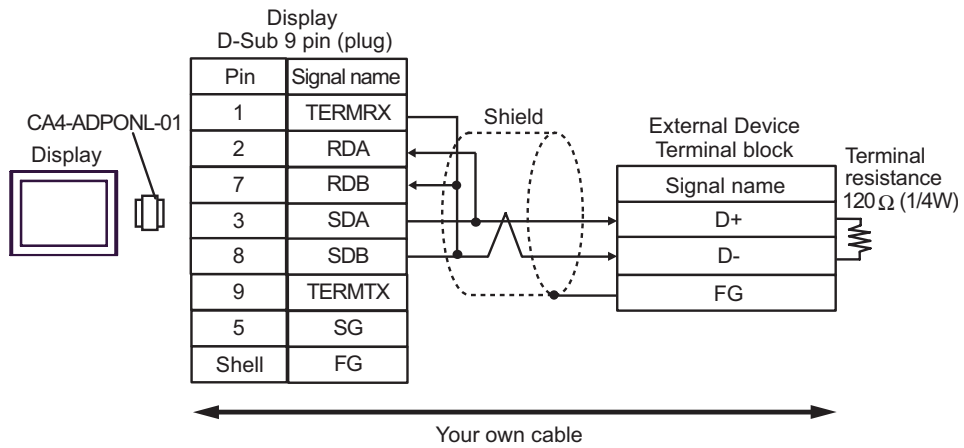 Display
D-Sub 9 pin (plug)
Pin Signal name
1 TERMRX
2 RDA
7 RDB
3 SDA
8 SDB
9 TERMTX
5 SG
Shell FG
CA4-ADPONL-01
Display
Shield
External Device
Terminal block
Signal name
D+
D-
FG
Terminal
resistance
120Ω (1/4W)
Your own cable